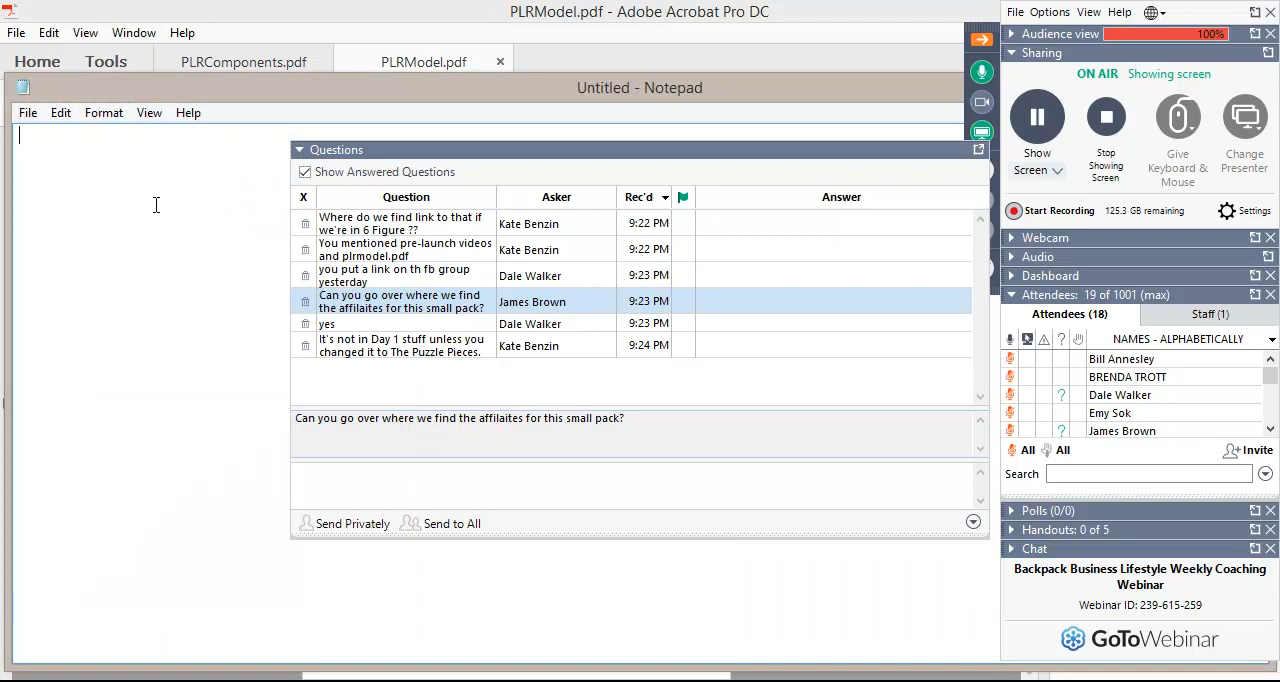 PLRModel.pdf - Adobe Acrobat Pro DC
File Edit View Window Help
Home Tools PLRComponents.pdf PLRModel.pdf ×
Untitled - Notepad
File Edit Format View Help
Questions
Show Answered Questions
X Question Asker Rec'd Answer
Where do we find link to that if
we're in 6 Figure ?? Kate Benzin 9:22 PM
You mentioned pre-launch videos
and plrmodel.pdf Kate Benzin 9:22 PM
you put a link on th fb group
yesterday Dale Walker 9:23 PM
Can you go over where we find
the affilaites for this small pack? James Brown 9:23 PM
yes Dale Walker 9:23 PM
It's not in Day 1 stuff unless you
changed it to The Puzzle Pieces. Kate Benzin 9:24 PM
Can you go over where we find the affilaites for this small pack?
Send Privately Send to All
File Options View Help
Audience view 100%
Sharing
ON AIR Showing screen
Show
Screen
Stop
Showing
Screen
Give
Keyboard &
Mouse
Change
Presenter
Start Recording 125.3 GB remaining Settings
Webcam
Audio
Dashboard
Attendees: 19 of 1001 (max)
Attendees (18) Staff (1)
NAMES - ALPHABETICALLY
Bill Annesley
BRENDA TROTT
? Dale Walker
Emy Sok
? James Brown
All All Invite
Search
Polls (0/0)
Handouts: 0 of 5
Chat
Backpack Business Lifestyle Weekly Coaching
Webinar
Webinar ID: 239-615-259
GoToWebinar